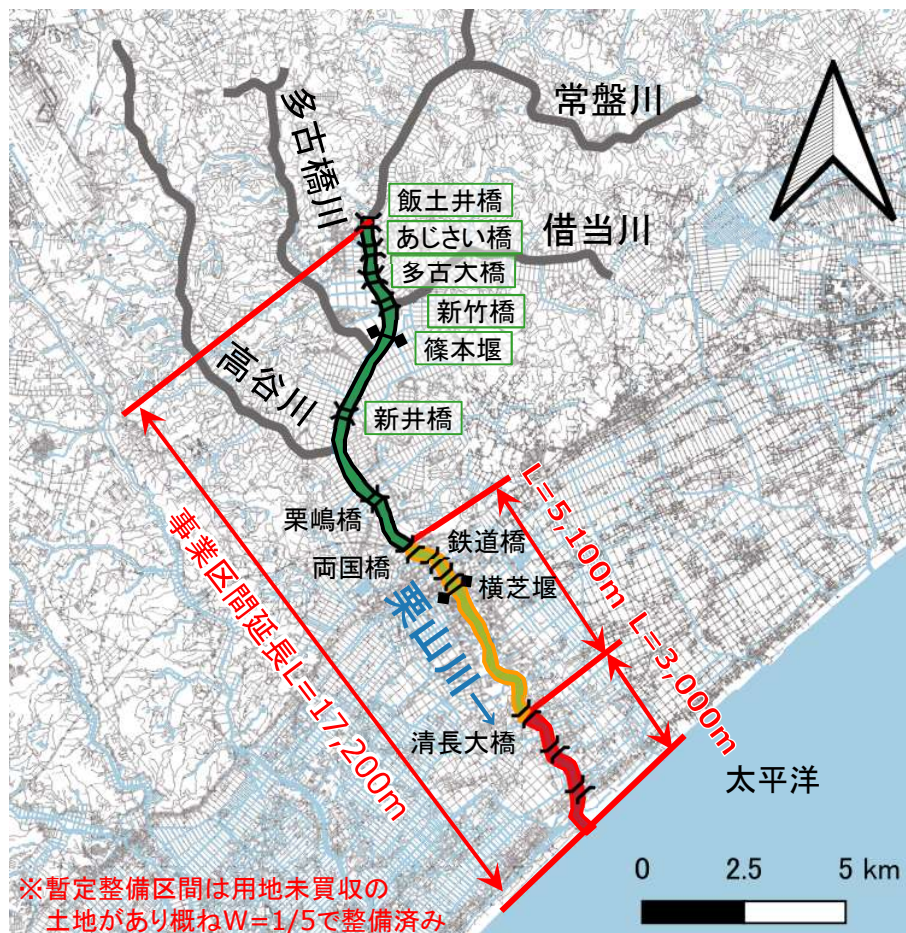 常盤川
多古橋川
飯土井橋
あじさい橋
借当川
多古大橋
新竹橋
篠本堰
高谷川
新井橋
栗嶋橋
両国橋
鉄道橋
横芝堰
L=5,100m
L=3,000m
栗山川→
清長大橋
事業区間延長L=17,200m
太平洋
0 2.5 5 km
※暫定整備区間は用地未買収の
土地があり概ねW=1/5で整備済み